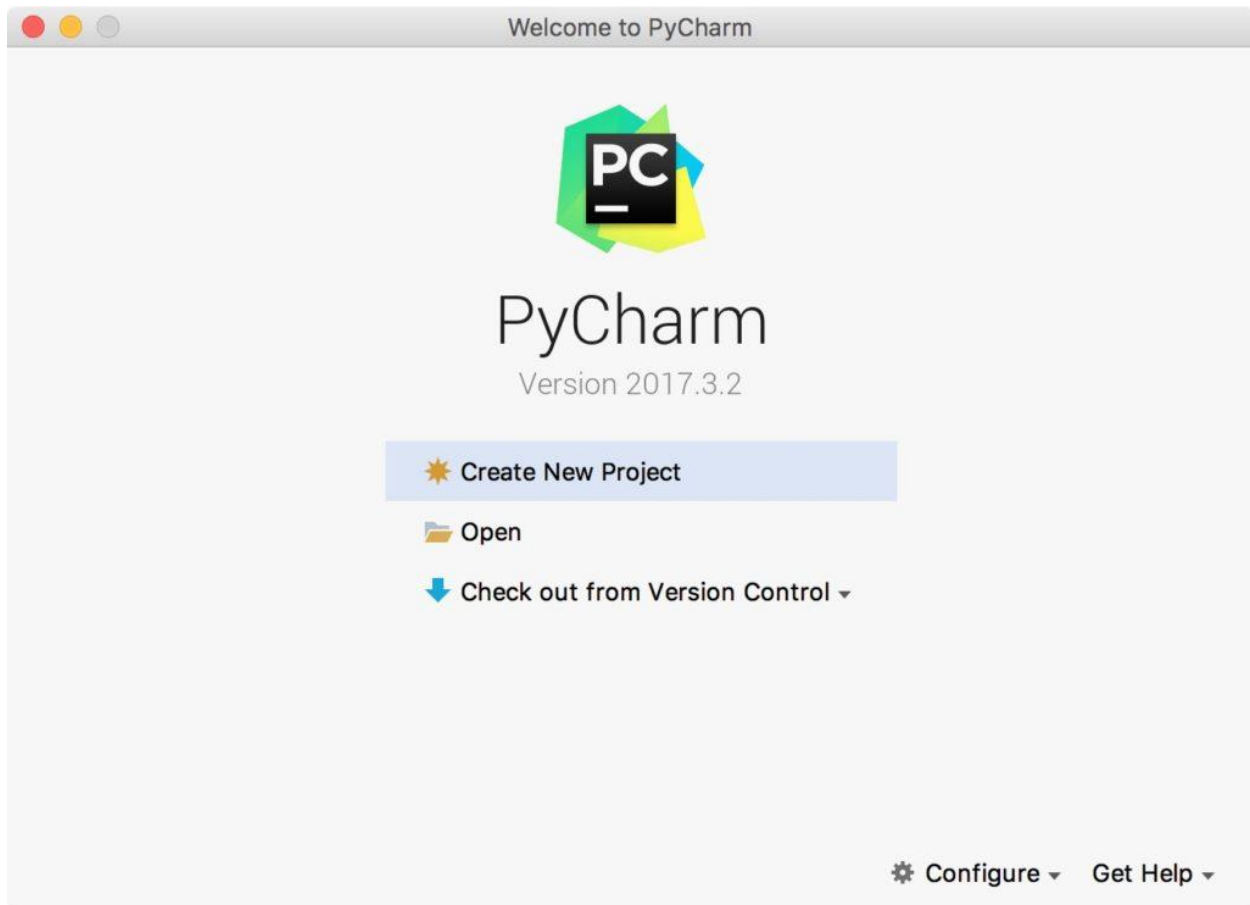 Welcome to PyCharm
PC
PyCharm
Version 2017.3.2
Create New Project
Open
Check out from Version Control
Configure Get Help